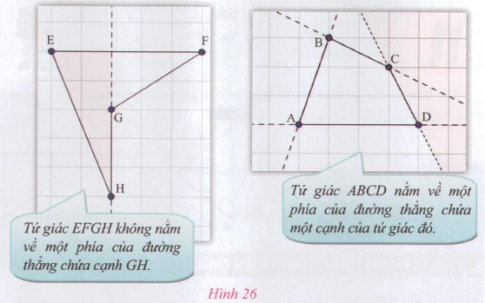 E
F
G
H
B
C
A
D
Tứ giác EFGH không nằm
về một phía của đường
thẳng chứa cạnh GH.
Tứ giác ABCD nằm về một
phía của đường thẳng chứa
một cạnh của tứ giác đó.
Hình 26